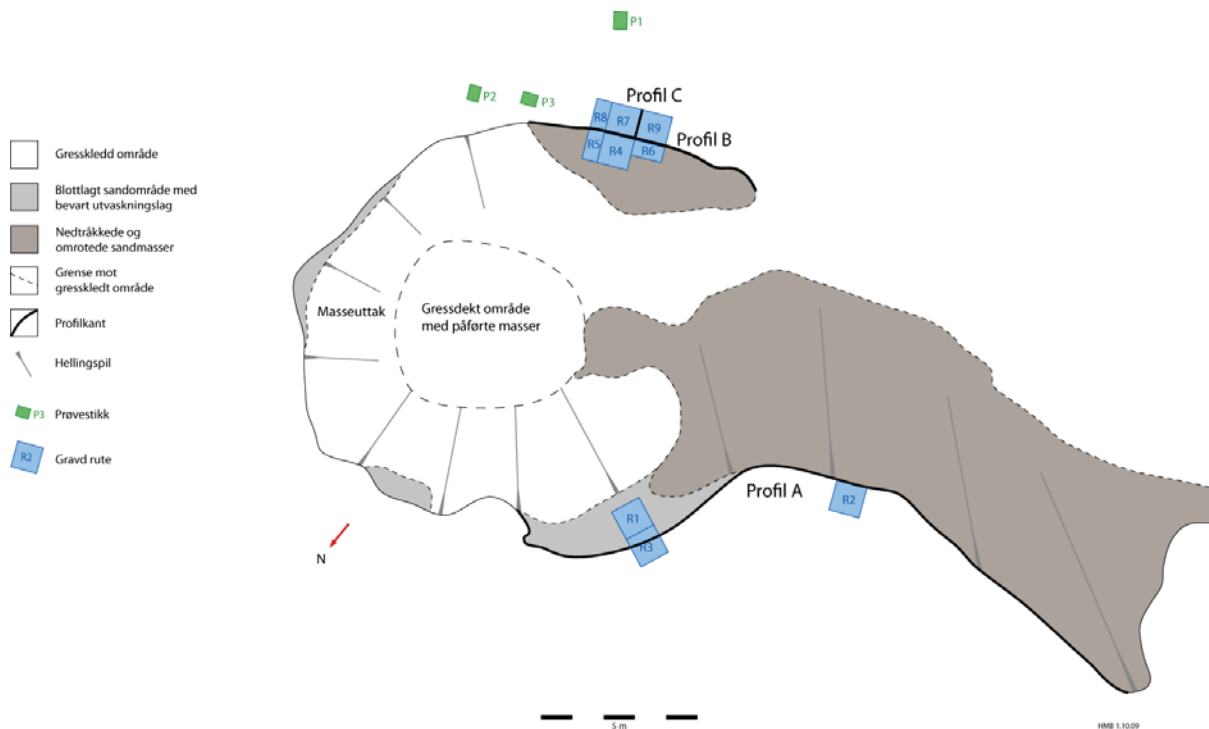 P1
P2
P3
Profil C
R8
R7
R9
Profil B
R5
R4
R6
Gresskledd område
Blottlagt sandområde med
bevart utvaskningslag
Nedtråkkede og
omrotede sandmasser
Grense mot
gresskledt område
Profilkant
Hellingspil
P3 Prøvestikk
R2 Gravd rute
Masseuttak
Gressdekt område
med påførte masser
Profil A
R2
R1
R3
N
5 m
HMB 1.10.09